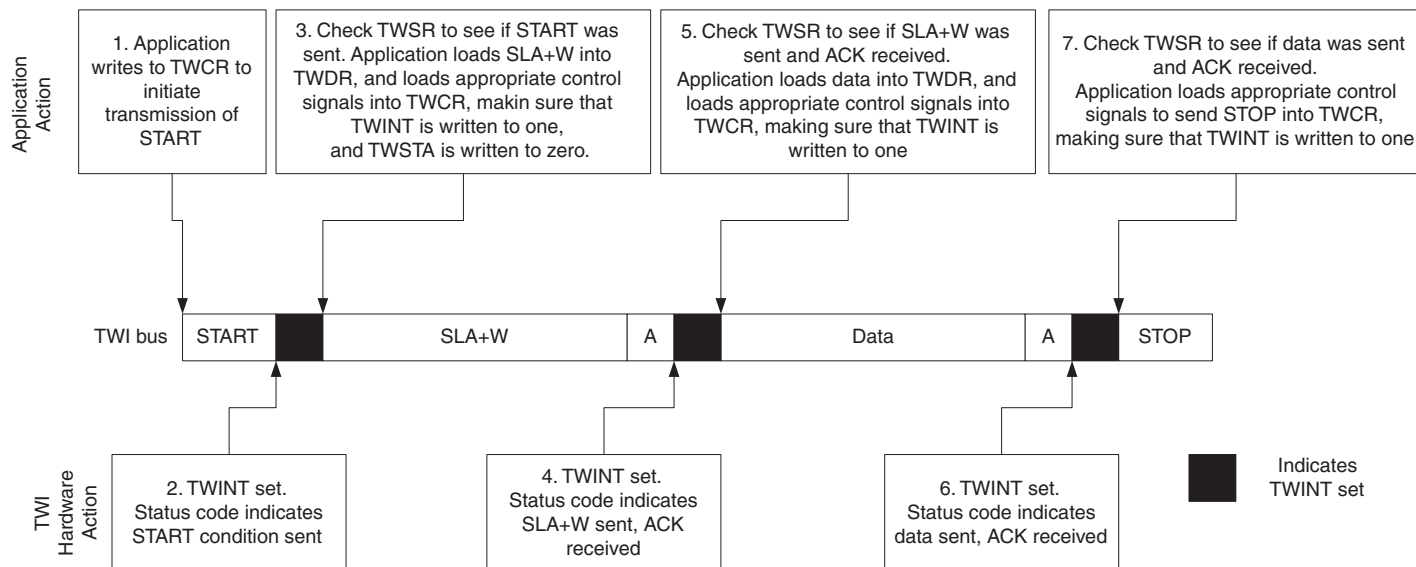 Application
Action
1. Application
writes to TWCR to
initiate
transmission of
START
3. Check TWSR to see if START was
sent. Application loads SLA+W into
TWDR, and loads appropriate control
signals into TWCR, makin sure that
TWINT is written to one,
and TWSTA is written to zero.
5. Check TWSR to see if SLA+W was
sent and ACK received.
Application loads data into TWDR, and
loads appropriate control signals into
TWCR, making sure that TWINT is
written to one
7. Check TWSR to see if data was sent
and ACK received.
Application loads appropriate control
signals to send STOP into TWCR,
making sure that TWINT is written to one
TWI bus
START
SLA+W
A
Data
A
STOP
TWI
Hardware
Action
2. TWINT set.
Status code indicates
START condition sent
4. TWINT set.
Status code indicates
SLA+W sent, ACK
received
6. TWINT set.
Status code indicates
data sent, ACK received
Indicates
TWINT set